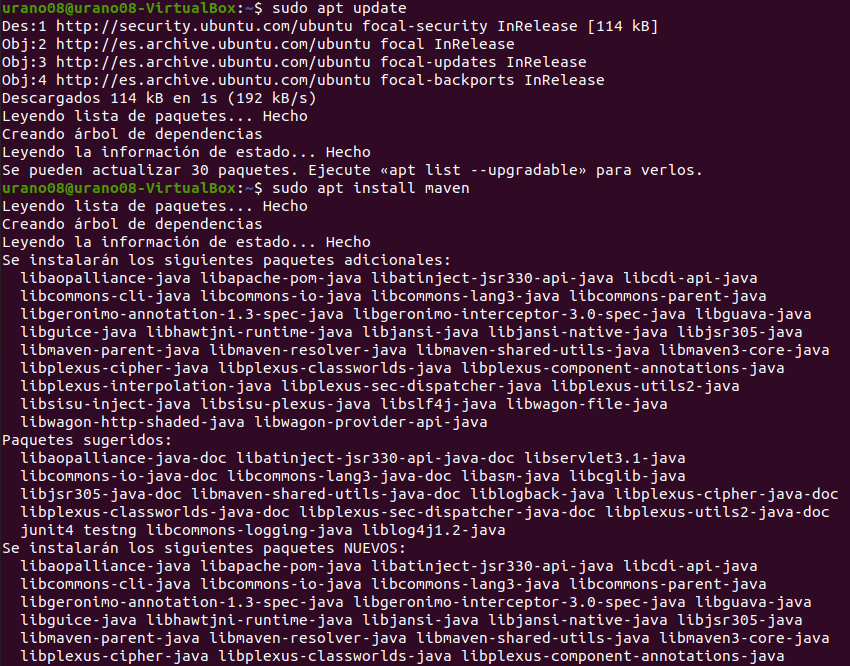 urano08@urano08-VirtualBox:~$ sudo apt update
Des:1 http://security.ubuntu.com/ubuntu focal-security InRelease [114 kB]
Obj:2 http://es.archive.ubuntu.com/ubuntu focal InRelease
Obj:3 http://es.archive.ubuntu.com/ubuntu focal-updates InRelease
Obj:4 http://es.archive.ubuntu.com/ubuntu focal-backports InRelease
Descargados 114 kB en 1s (192 kB/s)
Leyendo lista de paquetes... Hecho
Creando árbol de dependencias
Leyendo la información de estado... Hecho
Se pueden actualizar 30 paquetes. Ejecute «apt list --upgradable» para verlos.
urano08@urano08-VirtualBox:~$ sudo apt install maven
Leyendo lista de paquetes... Hecho
Creando árbol de dependencias
Leyendo la información de estado... Hecho
Se instalarán los siguientes paquetes adicionales:
  libaopalliance-java libapache-pom-java libatinject-jsr330-api-java libcdi-api-java
  libcommons-cli-java libcommons-io-java libcommons-lang3-java libcommons-parent-java
  libgeronimo-annotation-1.3-spec-java libgeronimo-interceptor-3.0-spec-java libguava-java
  libguice-java libhawtjni-runtime-java libjansi-java libjansi-native-java libjsr305-java
  libmaven-parent-java libmaven-resolver-java libmaven-shared-utils-java libmaven3-core-java
  libplexus-cipher-java libplexus-classworlds-java libplexus-component-annotations-java
  libplexus-interpolation-java libplexus-sec-dispatcher-java libplexus-utils2-java
  libsisu-inject-java libsisu-plexus-java libslf4j-java libwagon-file-java
  libwagon-http-shaded-java libwagon-provider-api-java
Paquetes sugeridos:
  libaopalliance-java-doc libatinject-jsr330-api-java-doc libservlet3.1-java
  libcommons-io-java-doc libcommons-lang3-java-doc libasm-java libcglib-java
  libjsr305-java-doc libmaven-shared-utils-java-doc liblogback-java libplexus-cipher-java-doc
  libplexus-classworlds-java-doc libplexus-sec-dispatcher-java-doc libplexus-utils2-java-doc
  junit4 testng libcommons-logging-java liblog4j1.2-java
Se instalarán los siguientes paquetes NUEVOS:
  libaopalliance-java libapache-pom-java libatinject-jsr330-api-java libcdi-api-java
  libcommons-cli-java libcommons-io-java libcommons-lang3-java libcommons-parent-java
  libgeronimo-annotation-1.3-spec-java libgeronimo-interceptor-3.0-spec-java libguava-java
  libguice-java libhawtjni-runtime-java libjansi-java libjansi-native-java libjsr305-java
  libmaven-parent-java libmaven-resolver-java libmaven-shared-utils-java libmaven3-core-java
  libplexus-cipher-java libplexus-classworlds-java libplexus-component-annotations-java